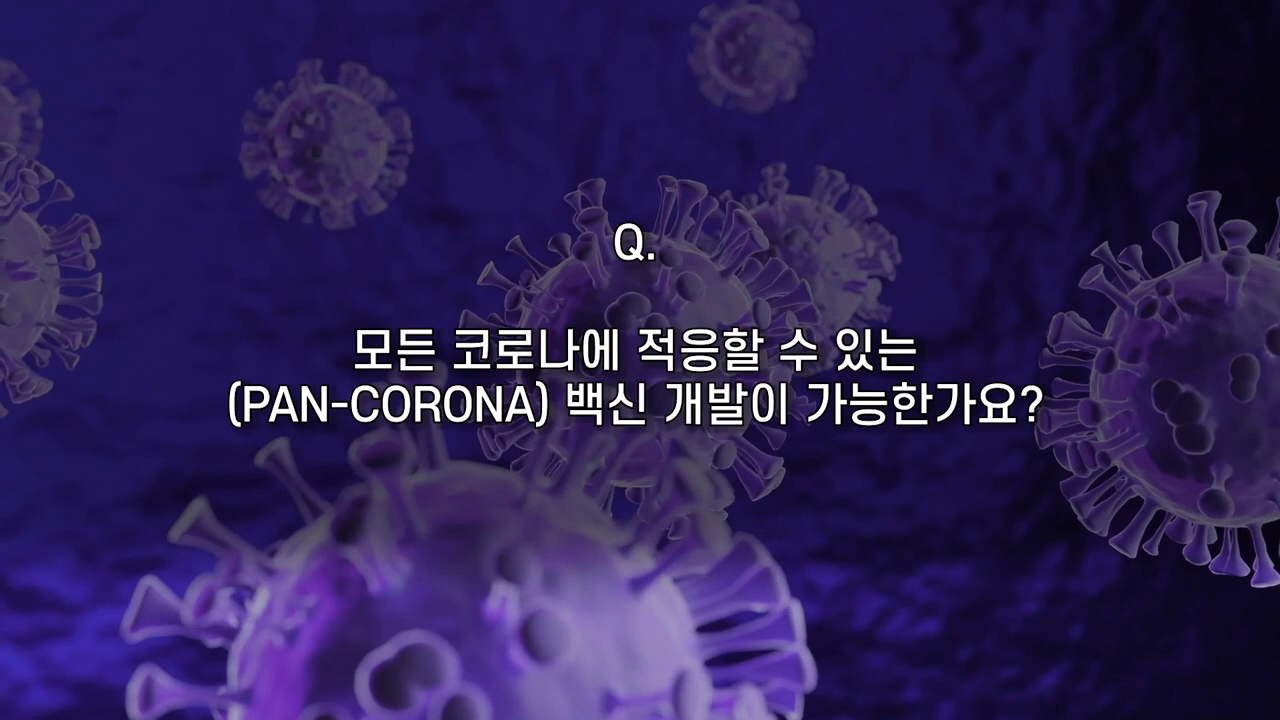 Q.
모든 코로나에 적응할 수 있는
(PAN-CORONA) 백신 개발이 가능한가요?